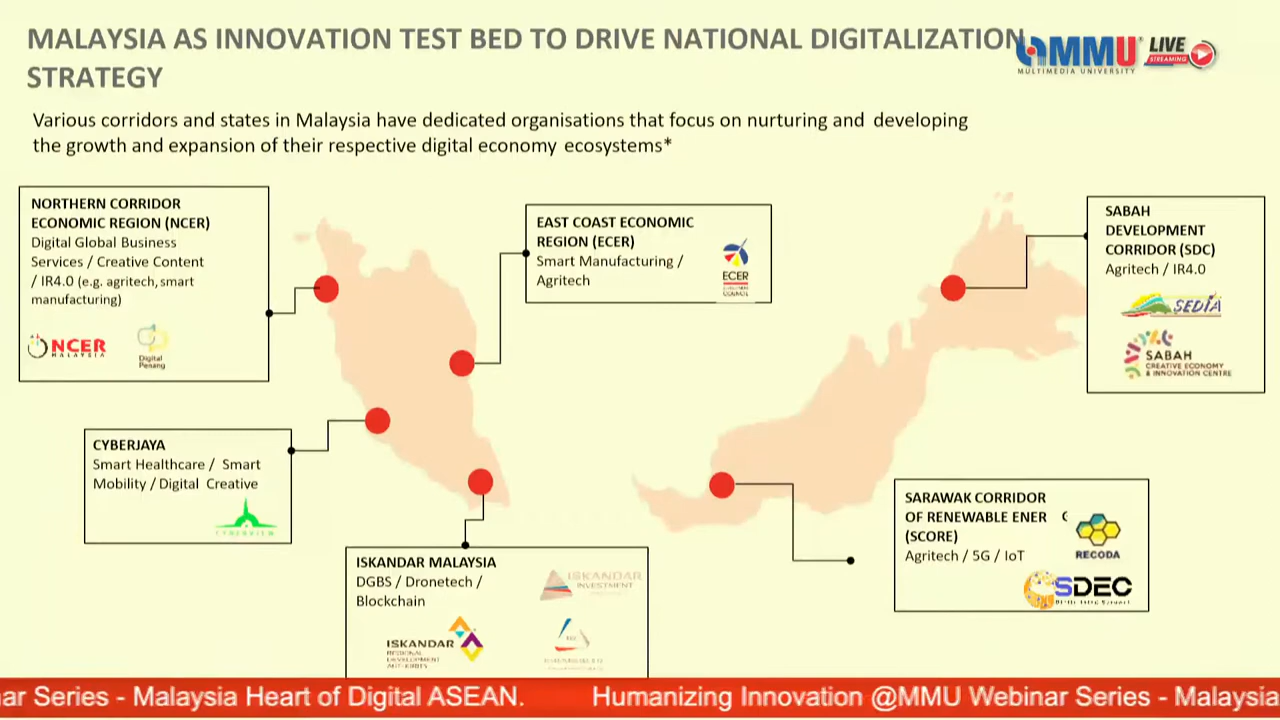 MALAYSIA AS INNOVATION TEST BED TO DRIVE NATIONAL DIGITALIZATION
STRATEGY
MMU
MULTIMEDIA UNIVERSITY
LIVE
STREAMING
Various corridors and states in Malaysia have dedicated organisations that focus on nurturing and developing
the growth and expansion of their respective digital economy ecosystems*
NORTHERN CORRIDOR
ECONOMIC REGION (NCER)
Digital Global Business
Services / Creative Content
/ IR4.0 (e.g. agritech, smart
manufacturing)
NCER
MALAYSIA
Digital
Penang
EAST COAST ECONOMIC
REGION (ECER)
Smart Manufacturing /
Agritech
ECER
COUNCIL
SABAH
DEVELOPMENT
CORRIDOR (SDC)
Agritech / IR4.0
SEDIA
SABAH
CREATIVE ECONOMY
& INNOVATION CENTRE
CYBERJAYA
Smart Healthcare / Smart
Mobility / Digital Creative
CYBERVIEW
ISKANDAR MALAYSIA
DGBS / Dronetech /
Blockchain
ISKANDAR
INVESTMENT
ISKANDAR
REGIONAL
DEVELOPMENT
AUTHORITY
SARAWAK CORRIDOR
OF RENEWABLE ENER
(SCORE)
Agritech / 5G / IoT
RECODA
SDEC
ar Series - Malaysia Heart of Digital ASEAN. Humanizing Innovation @MMU Webinar Series - Malaysia